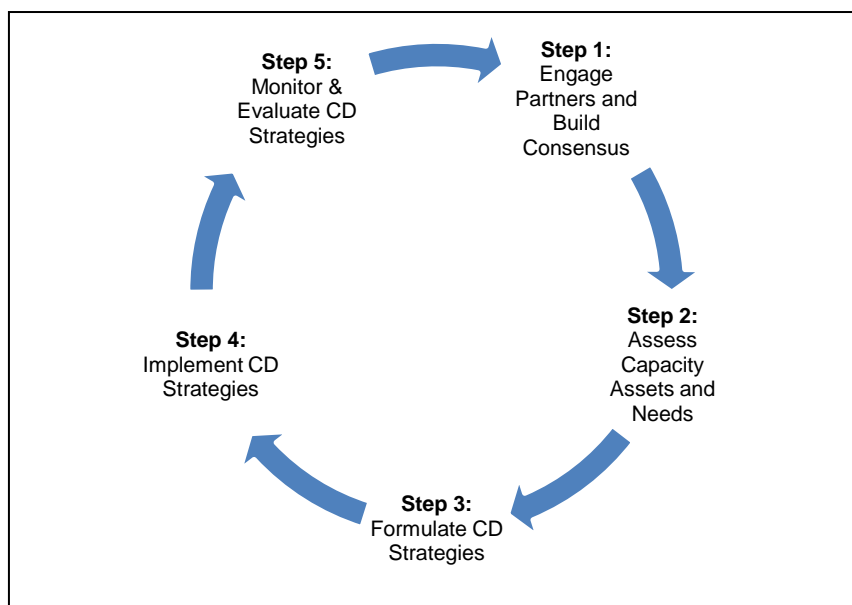 Step 1:
Engage
Partners and
Build
Consensus
Step 2:
Assess
Capacity
Assets and
Needs
Step 3:
Formulate CD
Strategies
Step 4:
Implement CD
Strategies
Step 5:
Monitor &
Evaluate CD
Strategies